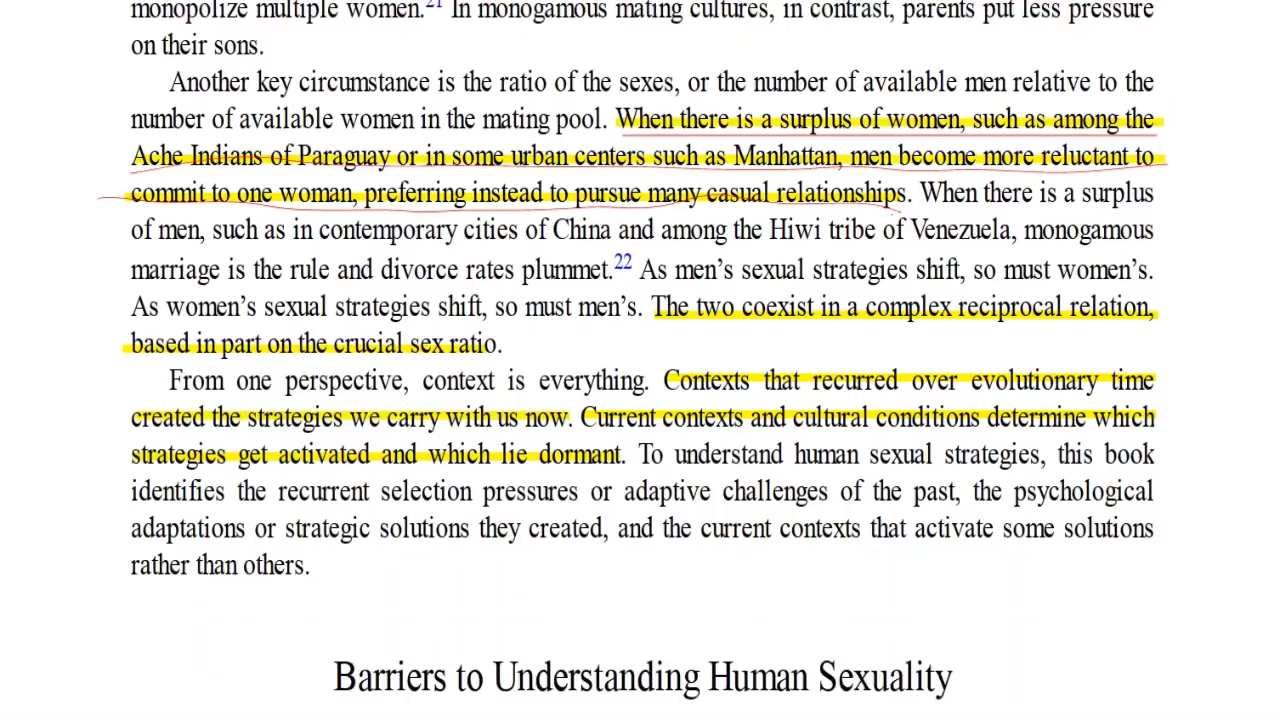 monopolize multiple women.21 In monogamous mating cultures, in contrast, parents put less pressure
on their sons.
Another key circumstance is the ratio of the sexes, or the number of available men relative to the
number of available women in the mating pool. When there is a surplus of women, such as among the
Ache Indians of Paraguay or in some urban centers such as Manhattan, men become more reluctant to
commit to one woman, preferring instead to pursue many casual relationships. When there is a surplus
of men, such as in contemporary cities of China and among the Hiwi tribe of Venezuela, monogamous
marriage is the rule and divorce rates plummet.22 As men’s sexual strategies shift, so must women’s.
As women’s sexual strategies shift, so must men’s. The two coexist in a complex reciprocal relation,
based in part on the crucial sex ratio.
From one perspective, context is everything. Contexts that recurred over evolutionary time
created the strategies we carry with us now. Current contexts and cultural conditions determine which
strategies get activated and which lie dormant. To understand human sexual strategies, this book
identifies the recurrent selection pressures or adaptive challenges of the past, the psychological
adaptations or strategic solutions they created, and the current contexts that activate some solutions
rather than others.
Barriers to Understanding Human Sexuality